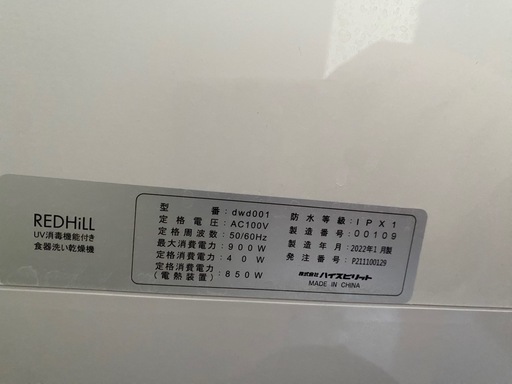 REDHiLL
UV消毒機能付き
食器洗い乾燥機
型番:dwd001
定格電圧:AC100V
定格周波数:50/60Hz
最大消費電力:900W
定格消費電力:40W
定格消費電力
(電熱装置):850W
防水等級:IPX1
製造番号:00109
製造年月:2022年1月製
発注番号:P211100129
株式会社ハイスピリット
MADE IN CHINA